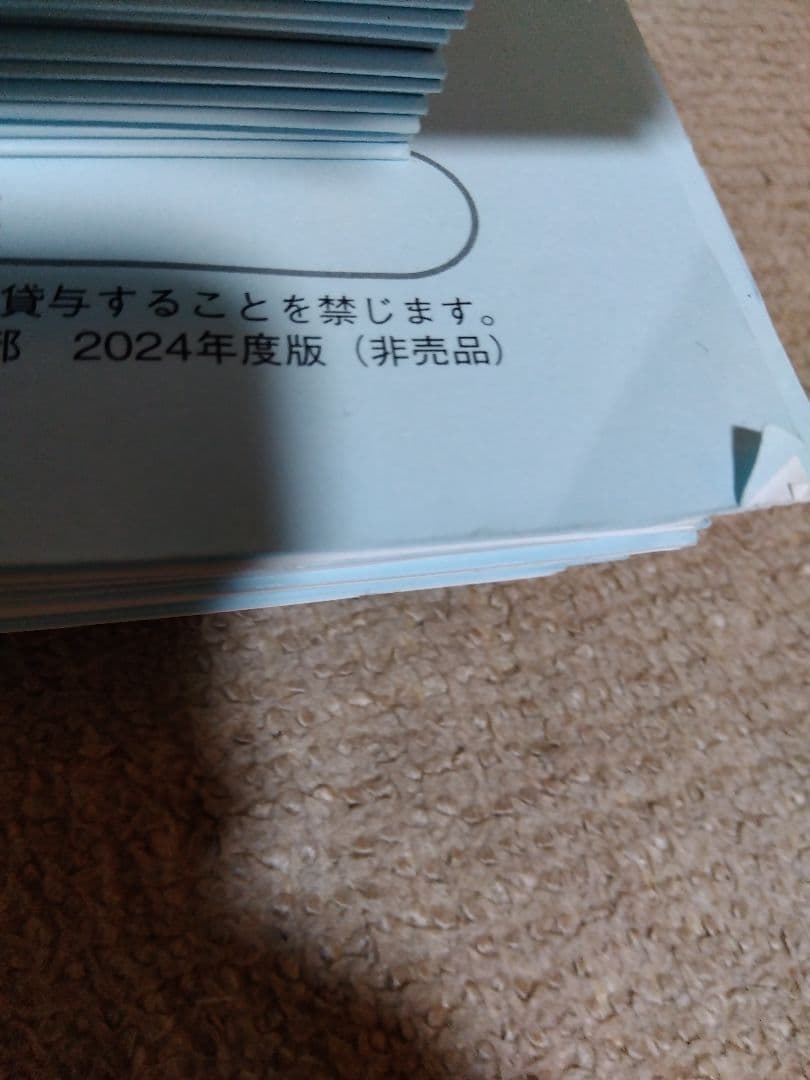 貸与することを禁じます。
部 2024年度版（非売品）